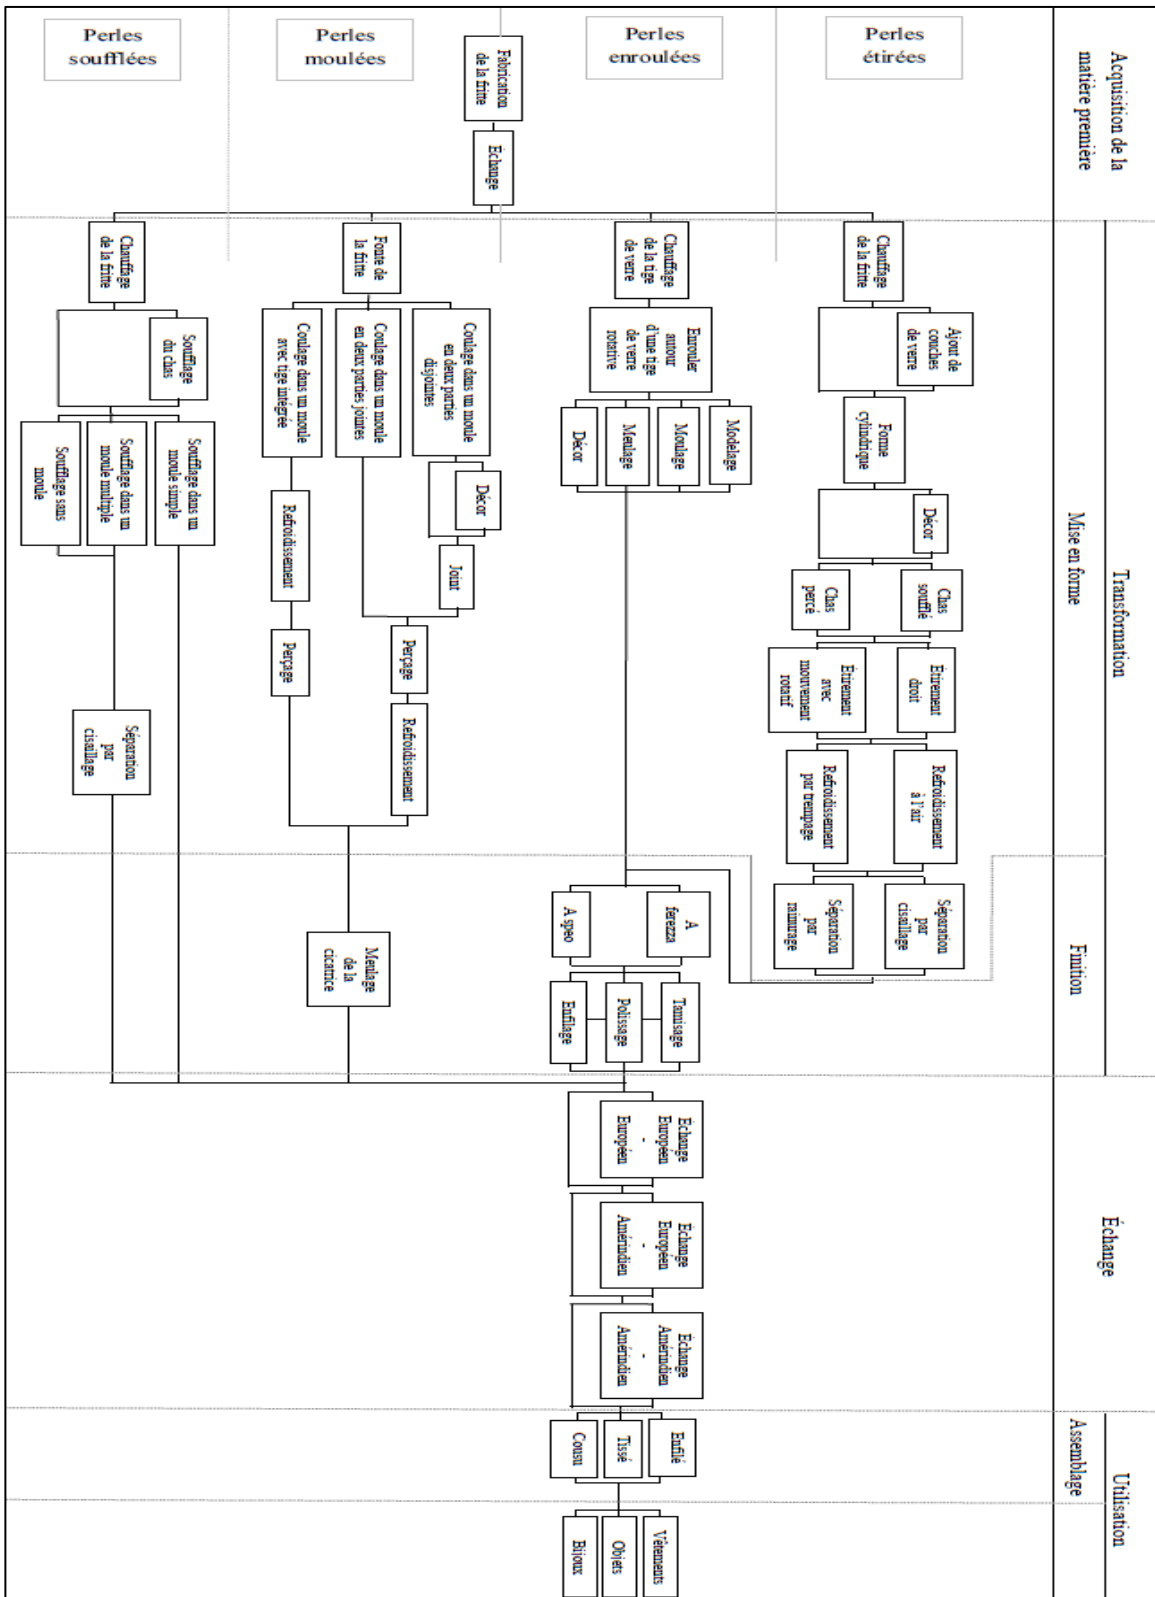 Perles
soufflées
Perles
moulées
Perles
enroulées
Perles
étirées
Acquisition de la
matière première
Transformation
Mise en forme
Finition
Échange
Utilisation
Assemblage
Fabrication
de la fritte
Echange
Chauffage
de la fritte
Ajout de
couches
de verre
Forme
cylindrique
Décor
Chas
soufflé
Chas
percé
Étirement
droit
Étirement
avec
mouvement
rotatif
Refroidissement
à l'air
Refroidissement
par trempage
Séparation
par
cisaillage
Séparation
par
rainurage
Chauffage
de la tige
de verre
Enrouler
autour
d'une tige
de verre
rotative
Modelage
Moulage
Meulage
Décor
A
ferezza
A speo
Tamisage
Polissage
Enfilage
Fonte de
la fritte
Coulage dans un moule
en deux parties
disjointes
Coulage dans un moule
en deux parties jointes
Coulage dans un moule
avec tige intégrée
Décor
Joint
Perçage
Refroidissement
Refroidissement
Perçage
Meulage
de la
cicatrice
Chauffage
de la fritte
Soufflage
du chas
Soufflage dans un
moule simple
Soufflage dans un
moule multiple
Soufflage sans
moule
Séparation
par
cisaillage
Échange
Européen
-
Européen
Échange
Européen
-
Amérindien
Échange
Amérindien
-
Amérindien
Enfilé
Tissé
Cousu
Vêtements
Objets
Bijoux